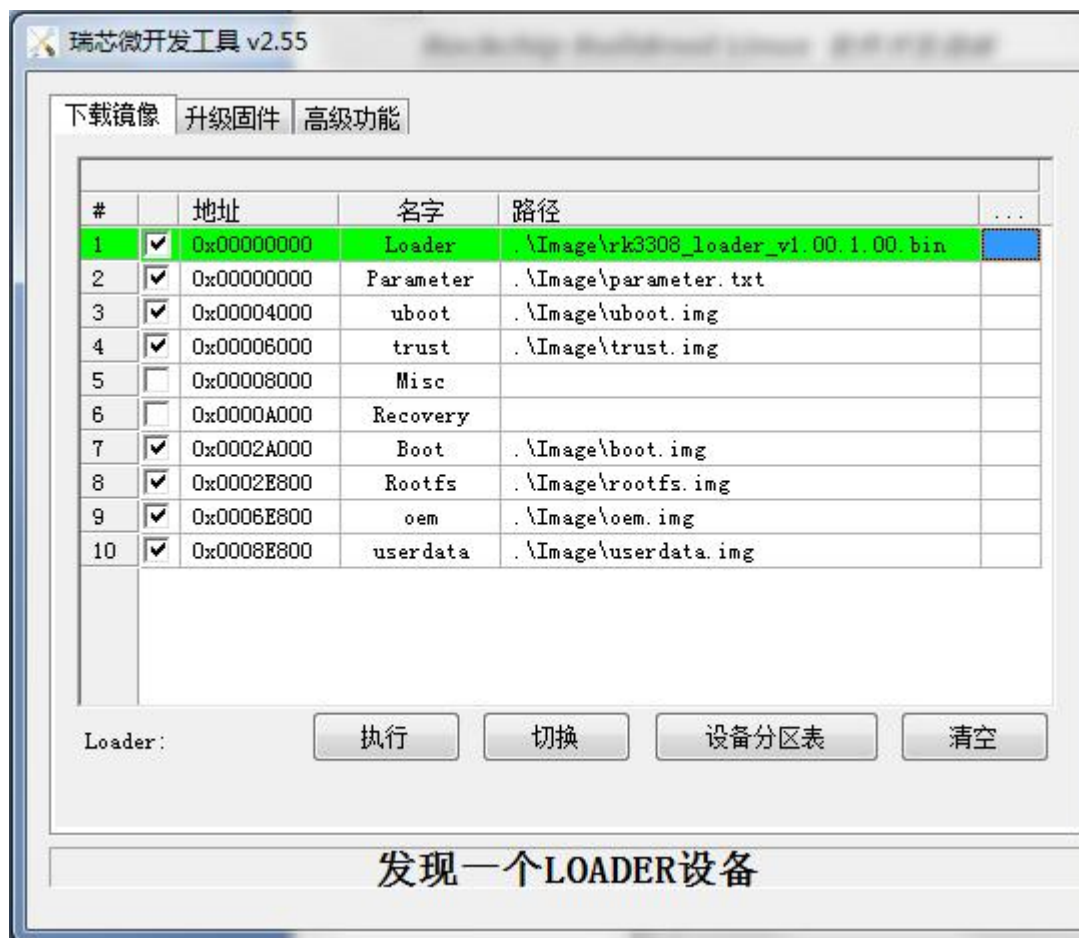 瑞芯微开发工具 v2.55
下载镜像 升级固件 高级功能
# 地址 名字 路径 ...
1 0x00000000 Loader .\Image\rk3308_loader_v1.00.1.00.bin
2 0x00000000 Parameter .\Image\parameter.txt
3 0x00004000 uboot .\Image\uboot.img
4 0x00006000 trust .\Image\trust.img
5 0x00008000 Misc
6 0x0000A000 Recovery
7 0x0002A000 Boot .\Image\boot.img
8 0x0002E800 Rootfs .\Image\rootfs.img
9 0x0006E800 oem .\Image\oem.img
10 0x0008E800 userdata .\Image\userdata.img
Loader: 执行 切换 设备分区表 清空
发现一个LOADER设备